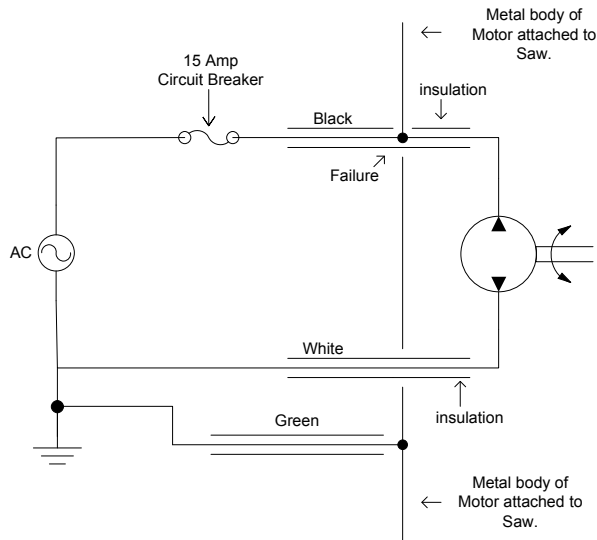 Metal body of
Motor attached to
Saw.
15 Amp
Circuit Breaker
insulation
Black
Failure
AC
White
insulation
Green
Metal body of
Motor attached to
Saw.